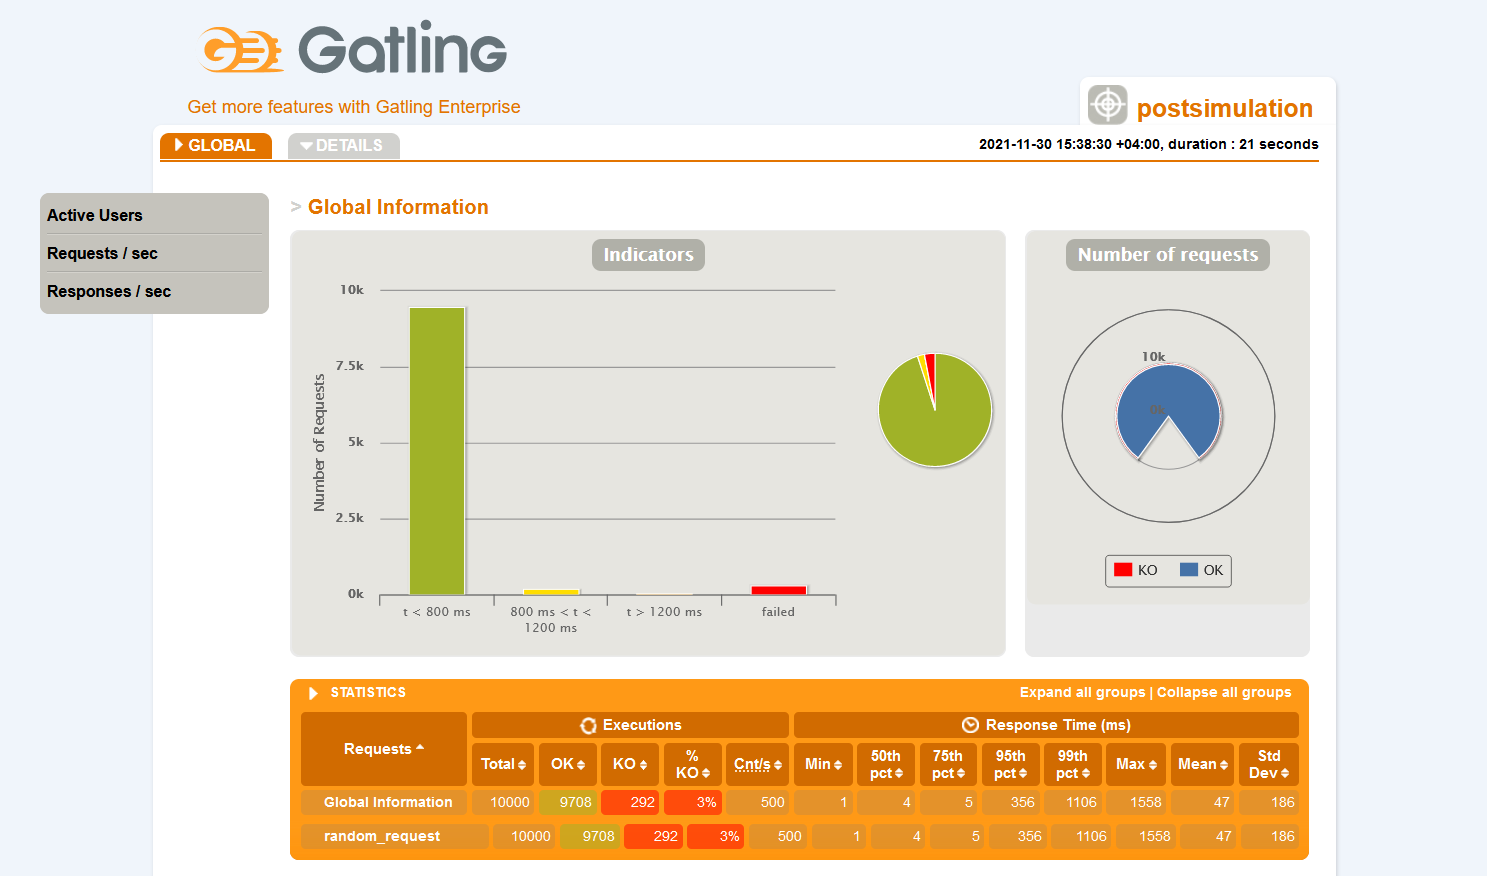 Gatling
Get more features with Gatling Enterprise
postsimulation
GLOBAL
DETAILS
2021-11-30 15:38:30 +04:00, duration : 21 seconds
Active Users
Requests / sec
Responses / sec
> Global Information
Indicators
Number of Requests
10k
7.5k
5k
2.5k
0k
t < 800 ms
800 ms < t <
1200 ms
t > 1200 ms
failed
Number of requests
10k
0k
KO OK
STATISTICS
Expand all groups | Collapse all groups
Requests
Executions
Response Time (ms)
Total OK KO % KO Cnt/s Min 50th pct 75th pct 95th pct 99th pct Max Mean Std Dev
Global Information 10000 9708 292 3% 500 1 4 5 356 1106 1558 47 186
random_request 10000 9708 292 3% 500 1 4 5 356 1106 1558 47 186